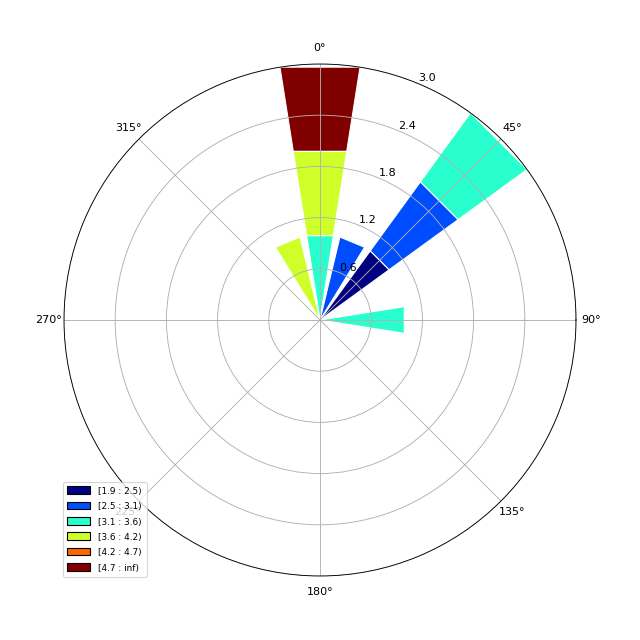 0°
3.0
315°
2.4
45°
1.8
1.2
0.6
270°
90°
[1.9 : 2.5)
[2.5 : 3.1)
225°
[3.1 : 3.6)
135°
[3.6 : 4.2)
[4.2 : 4.7)
[4.7 : inf)
180°